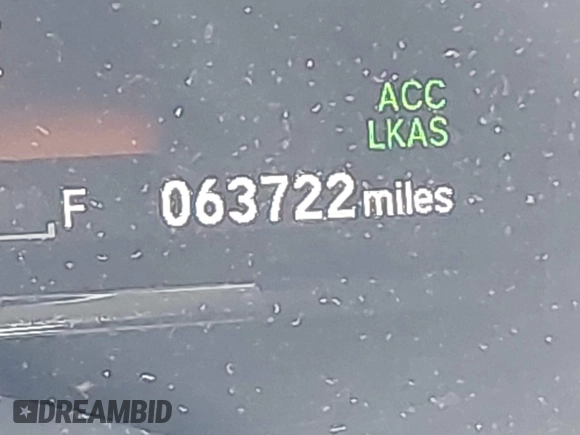 ACC
LKAS
F 063722 miles
DREAMBID